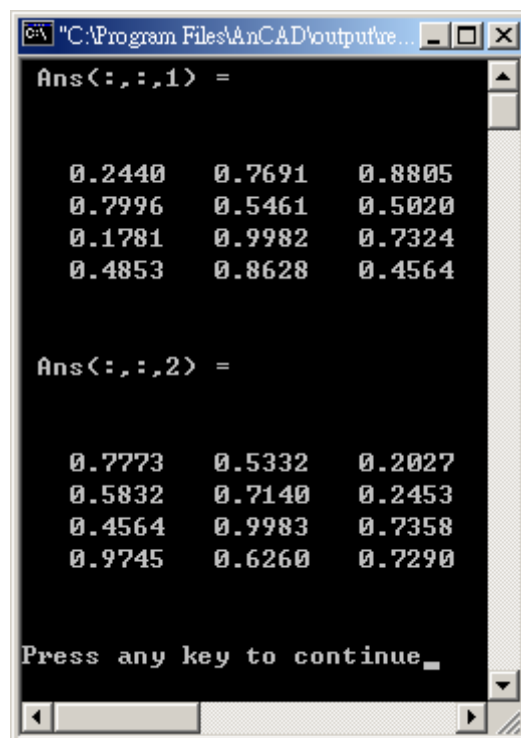 "C:\Program Files\AnCAD\output\re...
Ans(:,:,1) =
0.2440 0.7691 0.8805
0.7996 0.5461 0.5020
0.1781 0.9982 0.7324
0.4853 0.8628 0.4564
Ans(:,:,2) =
0.7773 0.5332 0.2027
0.5832 0.7140 0.2453
0.4564 0.9983 0.7358
0.9745 0.6260 0.7290
Press any key to continue_